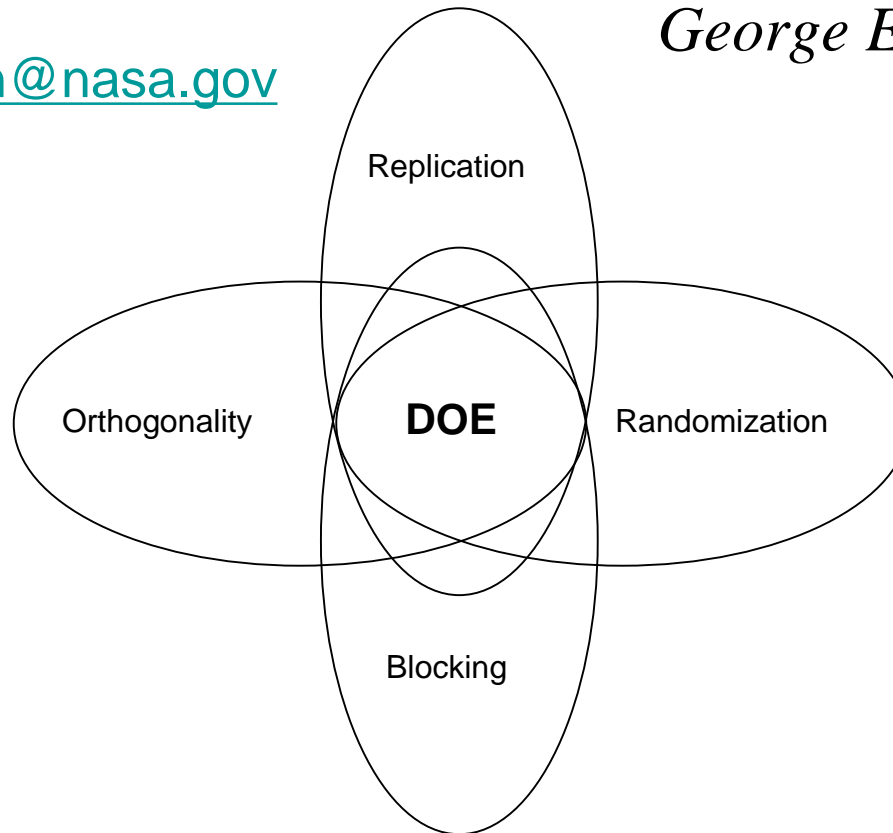 George E
n@nasa.gov
Replication
Orthogonality
DOE
Randomization
Blocking